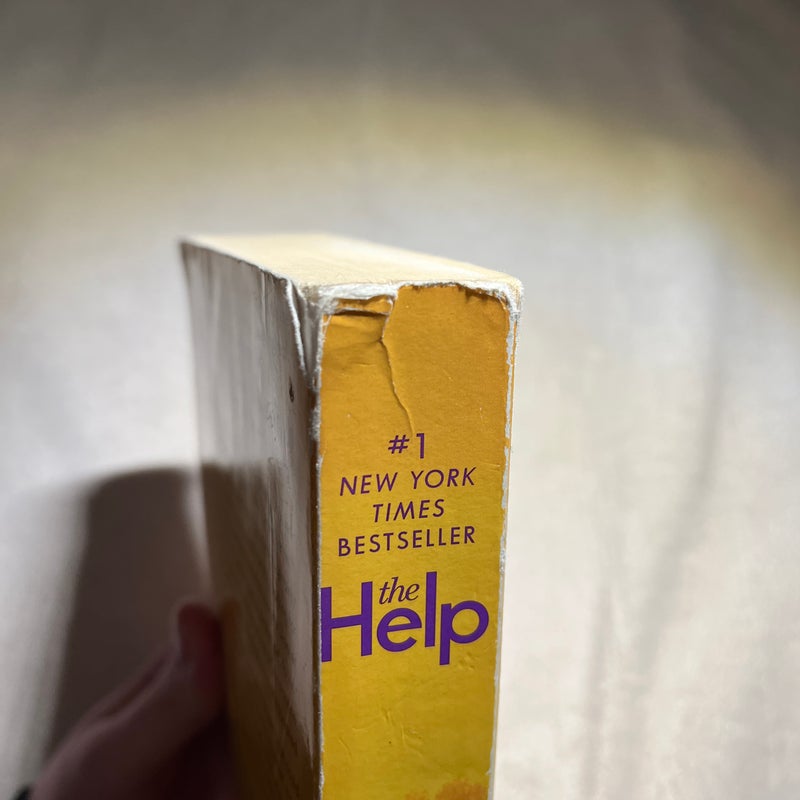 #1
NEW YORK
TIMES
BESTSELLER
the
Help